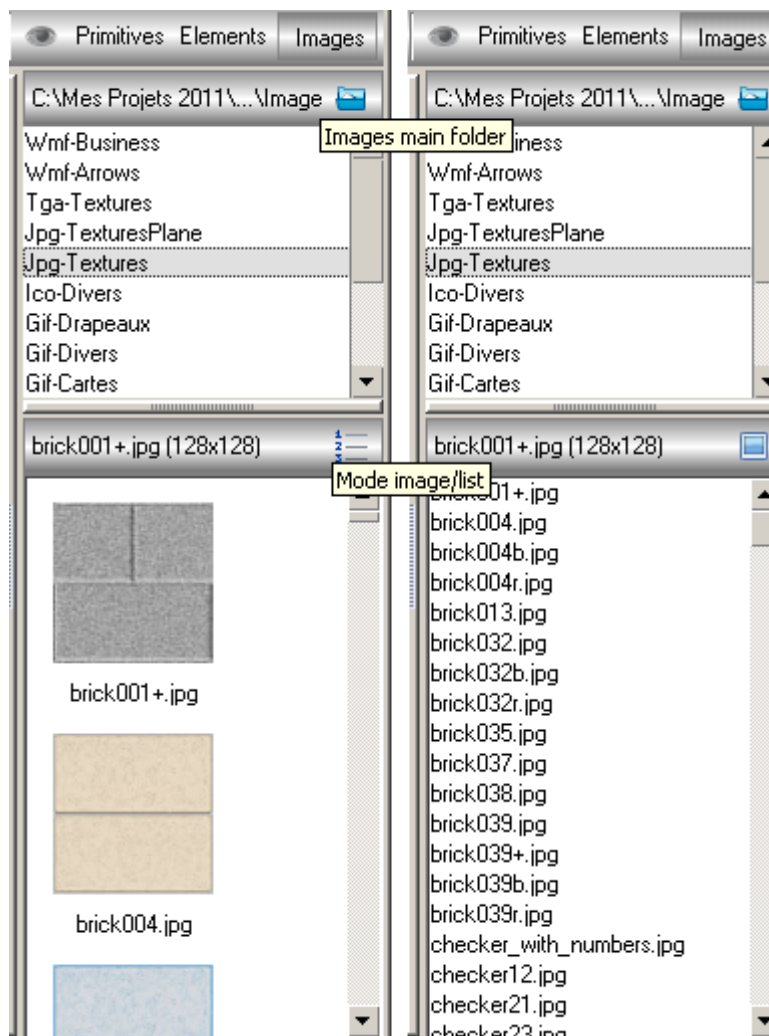 Primitives Elements Images
C:\Mes Projets 2011\...\Image
Images main folder
Wmf-Business
Wmf-Arrows
Tga-Textures
Jpg-TexturesPlane
Jpg-Textures
Ico-Divers
Gif-Drapeaux
Gif-Divers
Gif-Cartes
brick001+.jpg (128x128)
Mode image/list
brick001+.jpg
brick004.jpg
Primitives Elements Images
C:\Mes Projets 2011\...\Image
iness
Wmf-Arrows
Tga-Textures
Jpg-TexturesPlane
Jpg-Textures
Ico-Divers
Gif-Drapeaux
Gif-Divers
Gif-Cartes
brick001+.jpg (128x128)
brick001+.jpg
brick004.jpg
brick004b.jpg
brick004r.jpg
brick013.jpg
brick032.jpg
brick032b.jpg
brick032r.jpg
brick035.jpg
brick037.jpg
brick038.jpg
brick039.jpg
brick039+.jpg
brick039b.jpg
brick039r.jpg
checker_with_numbers.jpg
checker12.jpg
checker21.jpg
checker23.jpg